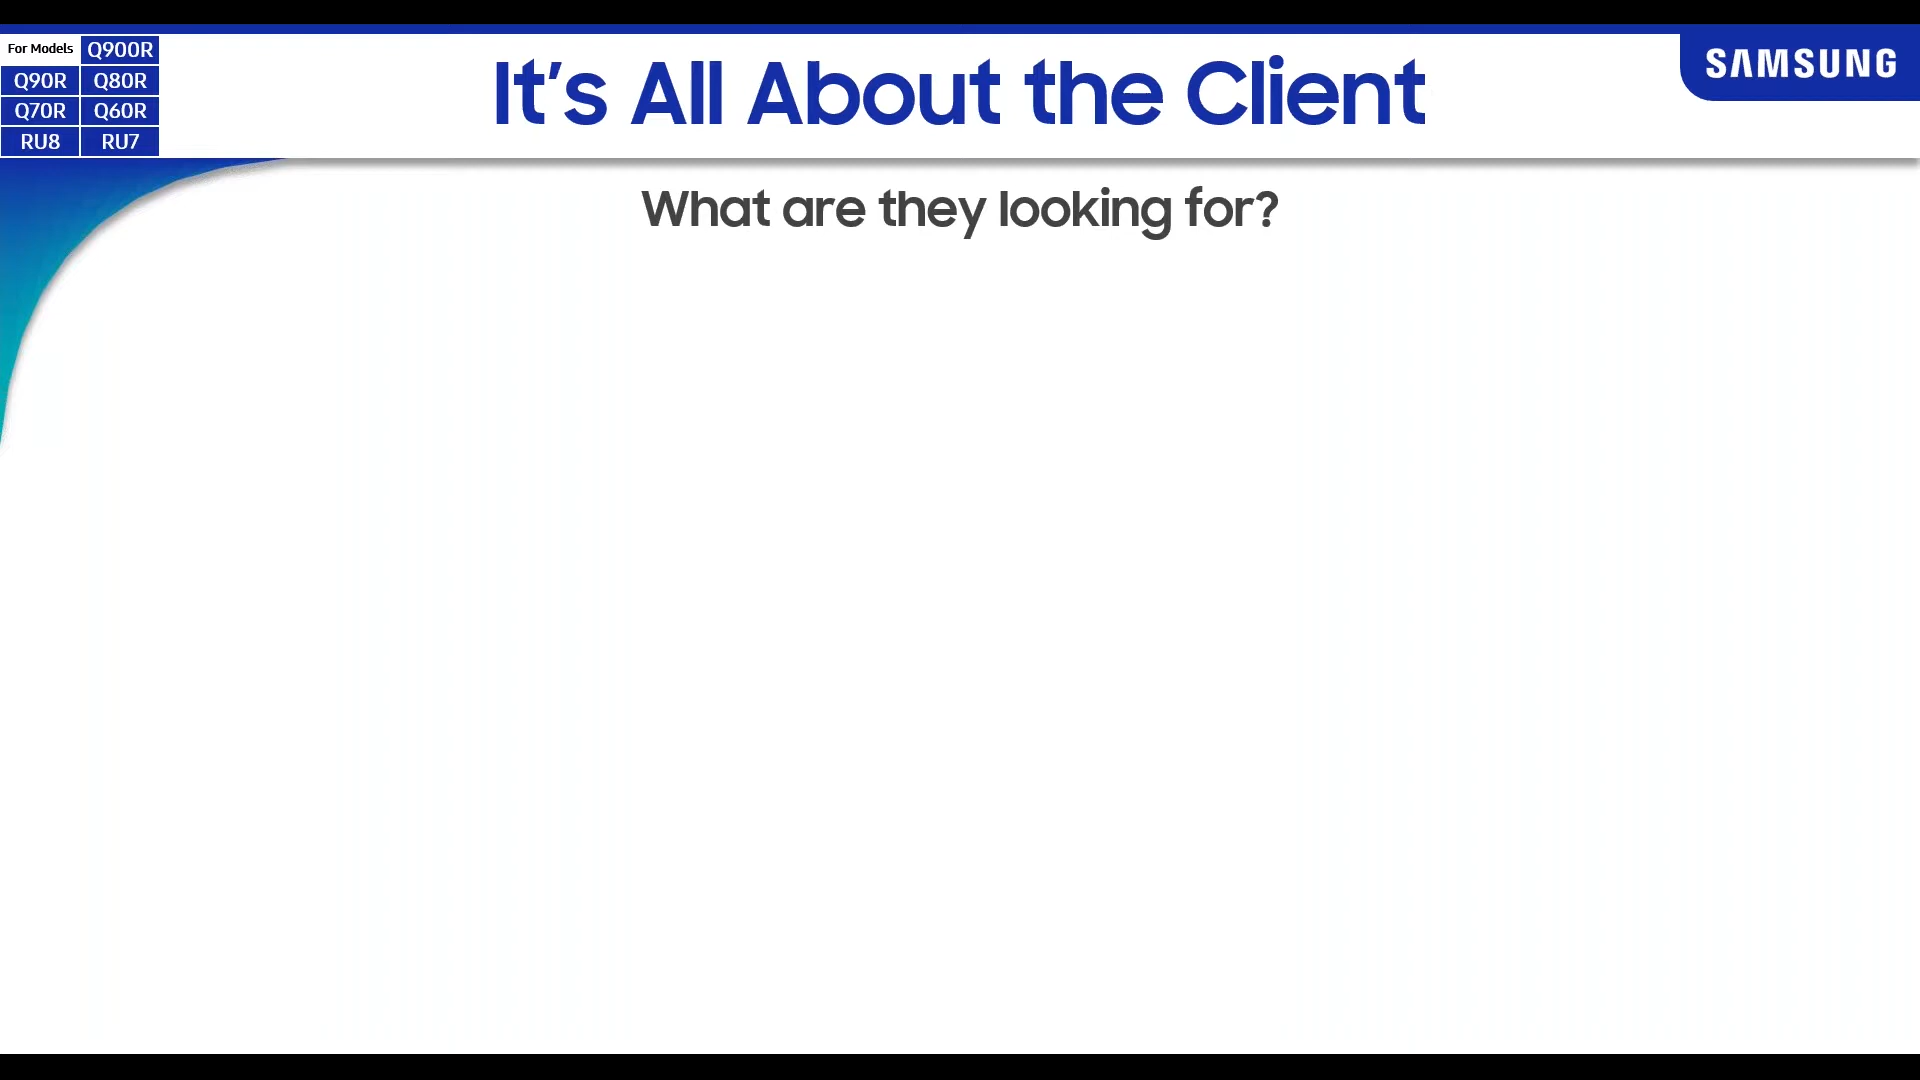 For Models Q900R
Q90R Q80R
Q70R Q60R
RU8 RU7
It’s All About the Client
SAMSUNG
What are they looking for?